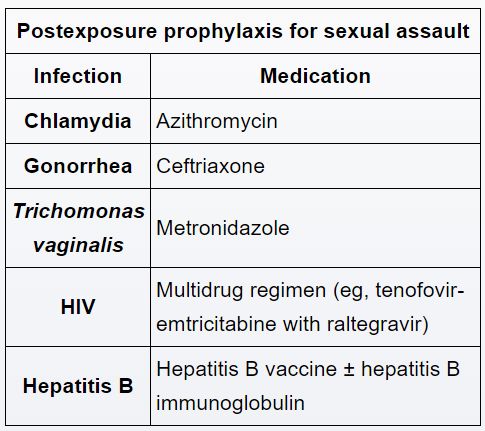 Postexposure prophylaxis for sexual assault
Infection Medication
Chlamydia Azithromycin
Gonorrhea Ceftriaxone
Trichomonas
vaginalis
Metronidazole
HIV
Multidrug regimen (eg, tenofovir-
emtricitabine with raltegravir)
Hepatitis B
Hepatitis B vaccine ± hepatitis B
immunoglobulin